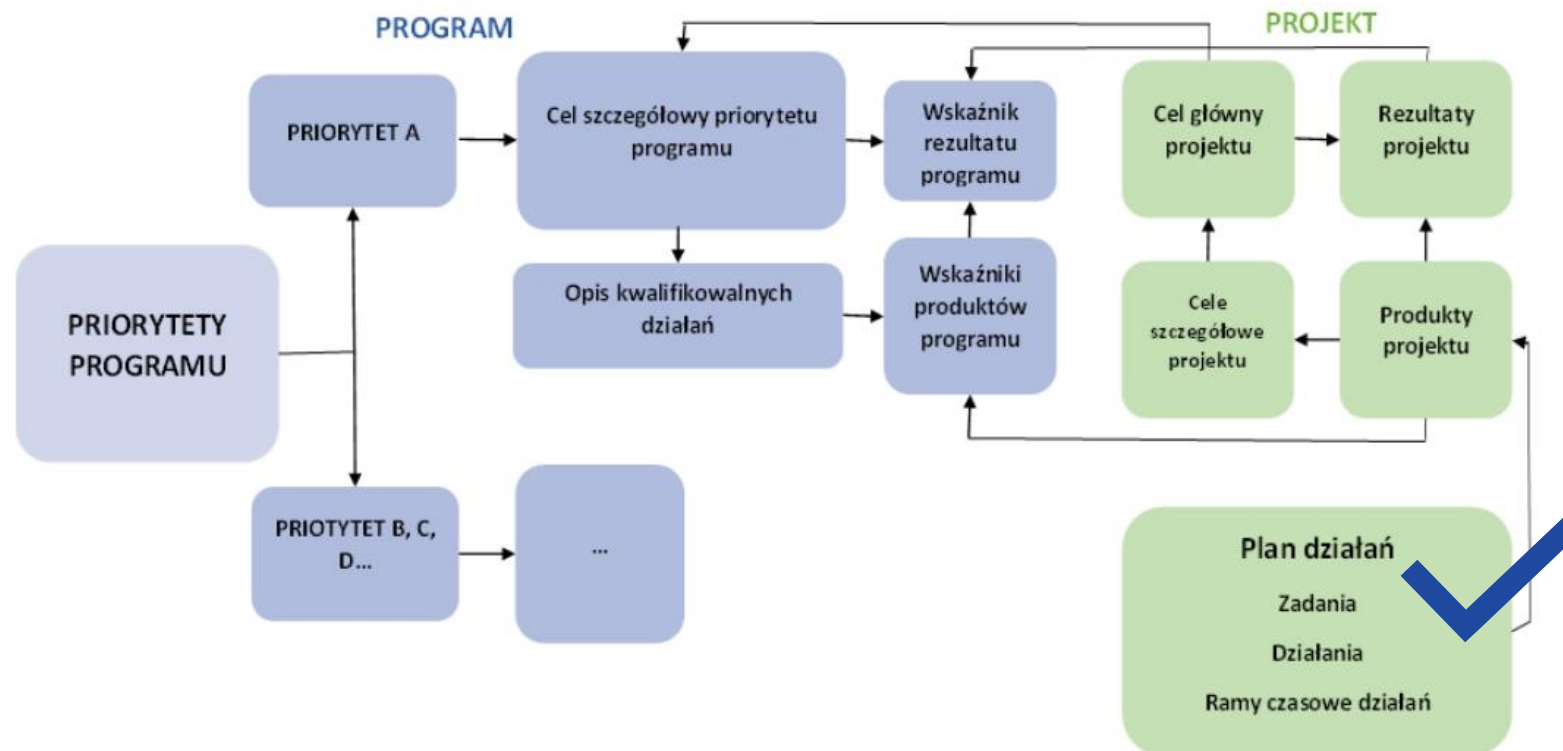 PROGRAM
PROJEKT
PRIORYTET A
Cel szczegółowy priorytetu
programu
Wskaźnik
rezultatu
programu
Cel główny
projektu
Rezultaty
projektu
PRIORYTETY
PROGRAMU
Opis kwalifikowalnych
działań
Wskaźniki
produktów
programu
Cele
szczegółowe
projektu
Produkty
projektu
PRIOTYTET B, C,
D...
...
Plan działań
Zadania
Działania
Ramy czasowe działań